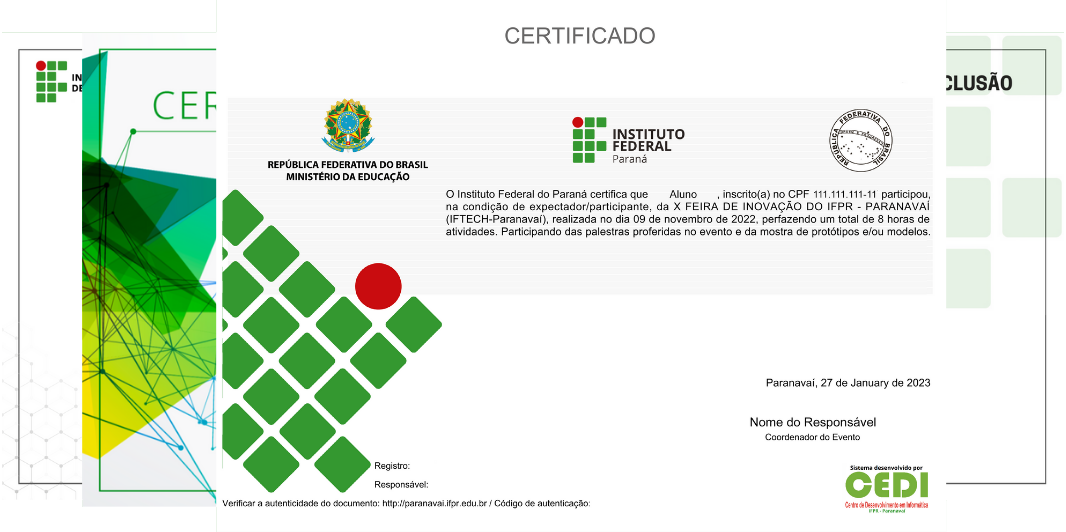 CERTIFICADO
IN
DE
CER
CLUSÃO
REPÚBLICA FEDERATIVA DO BRASIL
MINISTÉRIO DA EDUCAÇÃO
INSTITUTO
FEDERAL
Paraná
REPÚBLICA FEDERATIVA DO BRASIL
O Instituto Federal do Paraná certifica que Aluno , inscrito(a) no CPF 111.111.111-11 participou,
na condição de expectador/participante, da X FEIRA DE INOVAÇÃO DO IFPR - PARANAVAÍ
(IFTECH-Paranavaí), realizada no dia 09 de novembro de 2022, perfazendo um total de 8 horas de
atividades. Participando das palestras proferidas no evento e da mostra de protótipos e/ou modelos.
Paranavaí, 27 de January de 2023
Nome do Responsável
Coordenador do Evento
Registro:
Responsável:
Verificar a autenticidade do documento: http://paranavai.ifpr.edu.br / Código de autenticação:
Sistema desenvolvido por
CEDI
Centro de Desenvolvimento em Informática
IFPR - Paranavaí